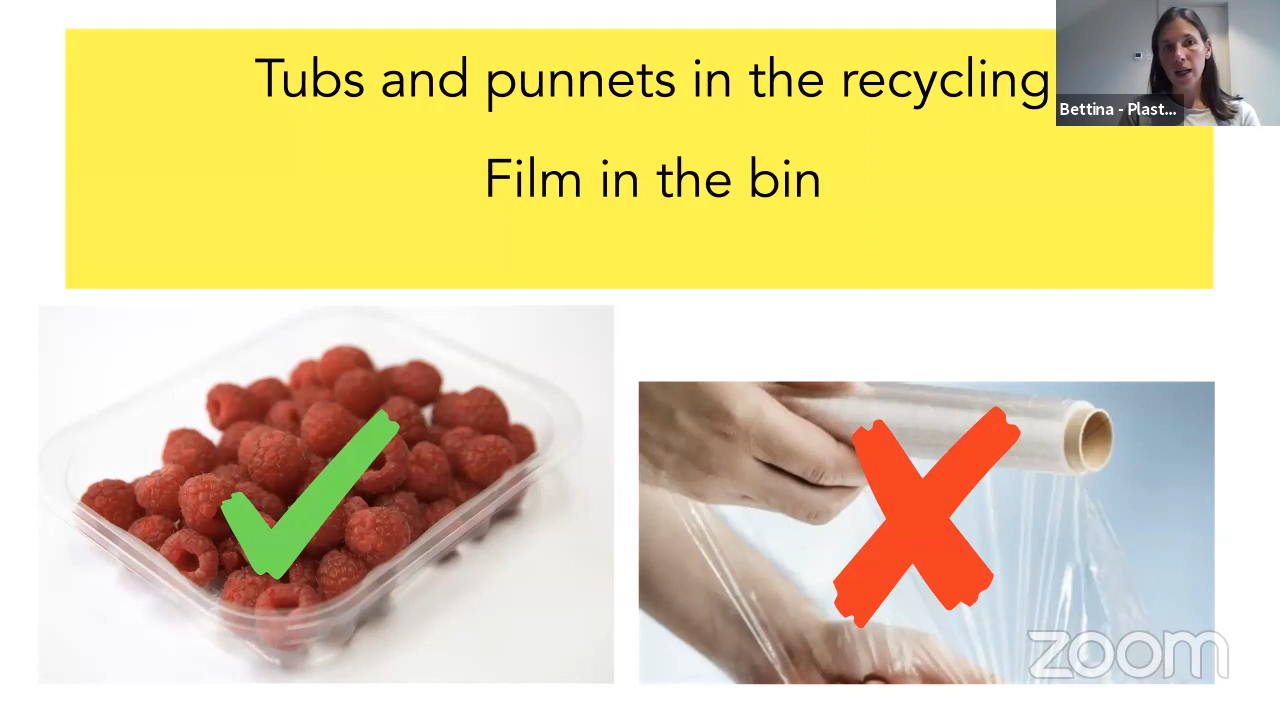 Tubs and punnets in the recycling
Film in the bin
Bettina - Plast...
zoom